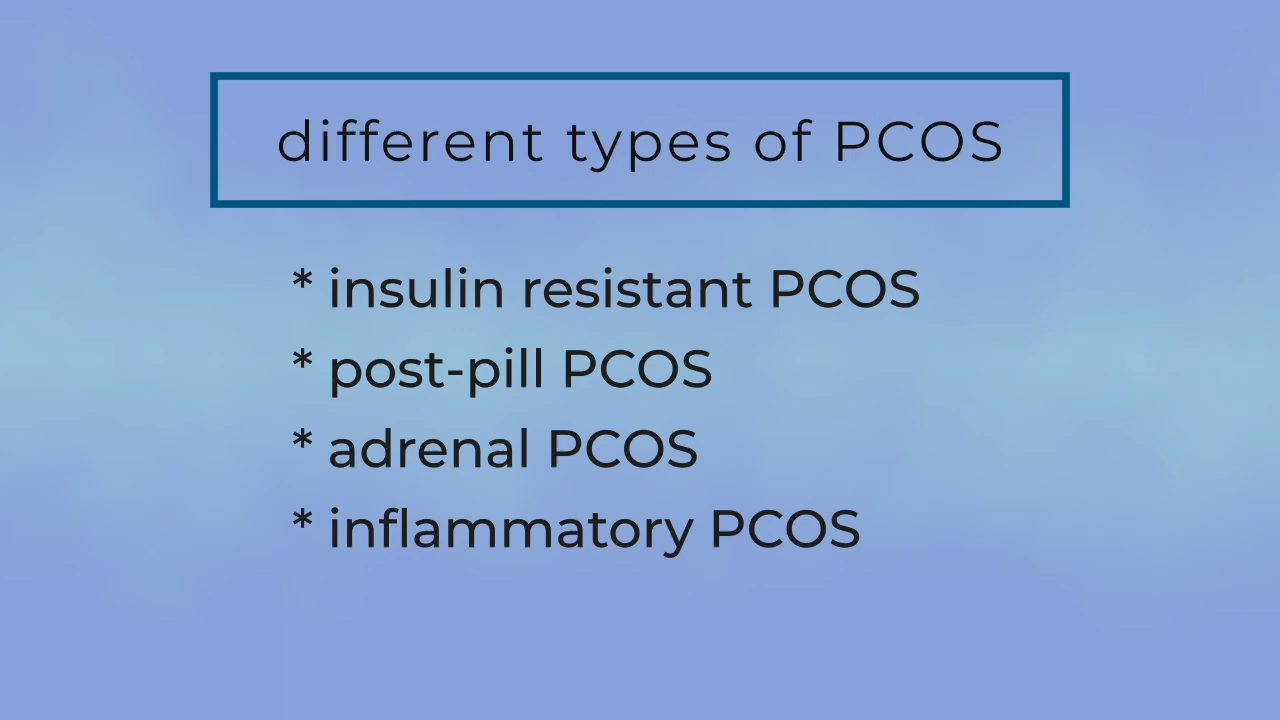 different types of PCOS
* insulin resistant PCOS
* post-pill PCOS
* adrenal PCOS
* inflammatory PCOS